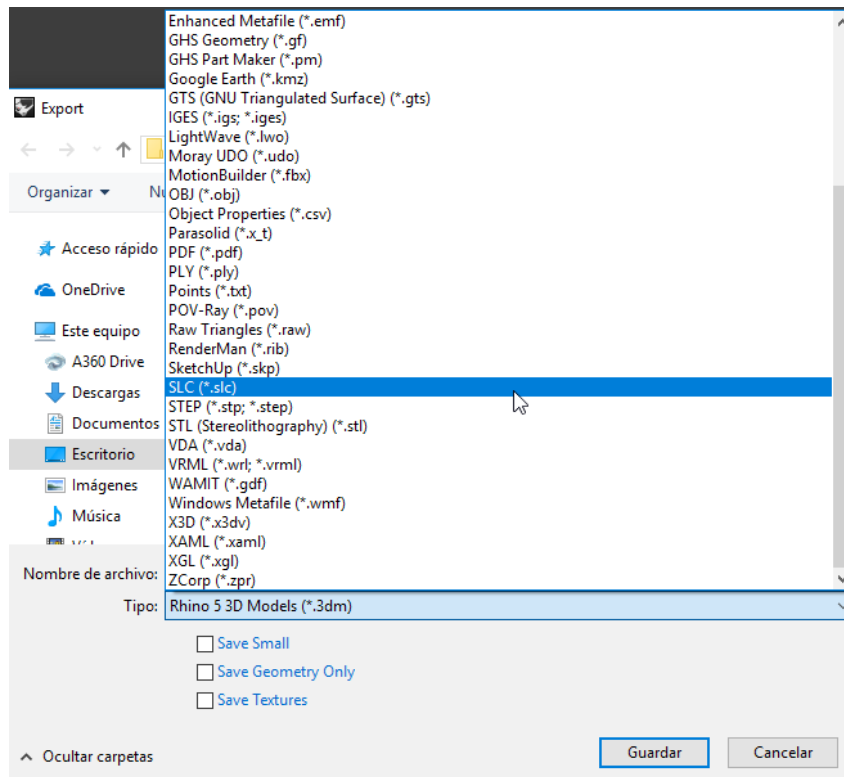 Enhanced Metafile (*.emf)
GHS Geometry (*.gf)
GHS Part Maker (*.pm)
Google Earth (*.kmz)
GTS (GNU Triangulated Surface) (*.gts)
IGES (*.igs; *.iges)
LightWave (*.lwo)
Moray UDO (*.udo)
MotionBuilder (*.fbx)
OBJ (*.obj)
Object Properties (*.csv)
Parasolid (*.x_t)
PDF (*.pdf)
PLY (*.ply)
Points (*.txt)
POV-Ray (*.pov)
Raw Triangles (*.raw)
RenderMan (*.rib)
SketchUp (*.skp)
SLC (*.slc)
STEP (*.stp; *.step)
STL (Stereolithography) (*.stl)
VDA (*.vda)
VRML (*.wrl; *.vrml)
WAMIT (*.gdf)
Windows Metafile (*.wmf)
X3D (*.x3dv)
XAML (*.xaml)
XGL (*.xgl)
ZCorp (*.zpr)
Export
Organizar
Acceso rápido
OneDrive
Este equipo
A360 Drive
Descargas
Documentos
Escritorio
Imágenes
Música
Nombre de archivo:
Tipo: Rhino 5 3D Models (*.3dm)
Save Small
Save Geometry Only
Save Textures
Ocultar carpetas
Guardar
Cancelar